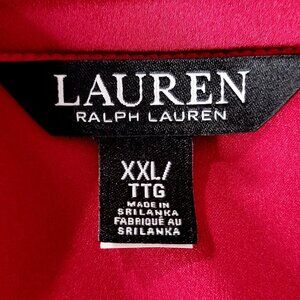 LAUREN
RALPH LAUREN
XXL/
TTG
MADE IN
SRI LANKA
FABRIQUÉ AU
SRI LANKA